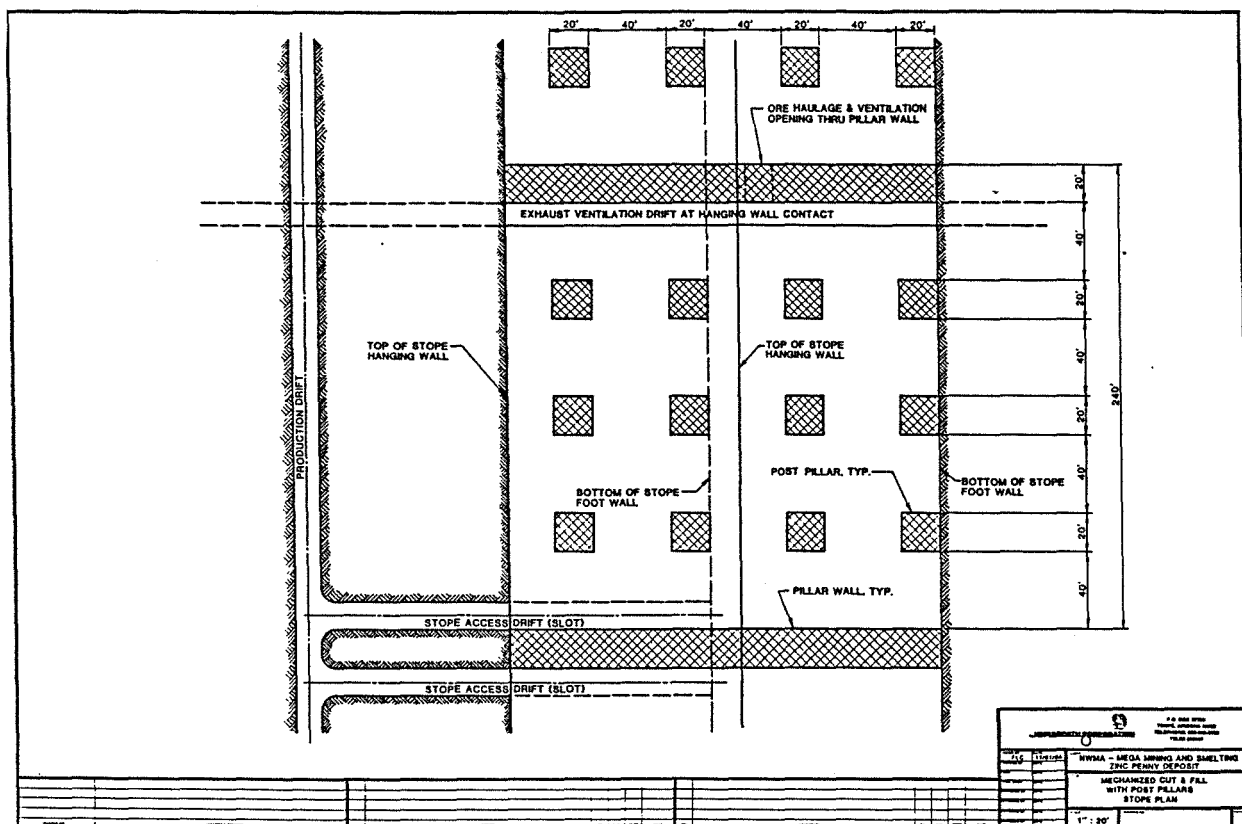 20' 40' 20' 40' 20' 40' 20'
ORE HAULAGE & VENTILATION
OPENING THRU PILLAR WALL
20'
EXHAUST VENTILATION DRIFT AT HANGING WALL CONTACT
40'
20'
TOP OF STOPE
HANGING WALL
TOP OF STOPE
HANGING WALL
40'
240'
PRODUCTION DRIFT
20'
POST PILLAR, TYP.
40'
BOTTOM OF STOPE
FOOT WALL
BOTTOM OF STOPE
FOOT WALL
20'
PILLAR WALL, TYP.
40'
STOPE ACCESS DRIFT (SLOT)
STOPE ACCESS DRIFT (SLOT)
NWMA - MEGA MINING AND SMELTING
ZINC PENNY DEPOSIT
MECHANIZED CUT & FILL
WITH POST PILLARS
STOPE PLAN
1" : 20'